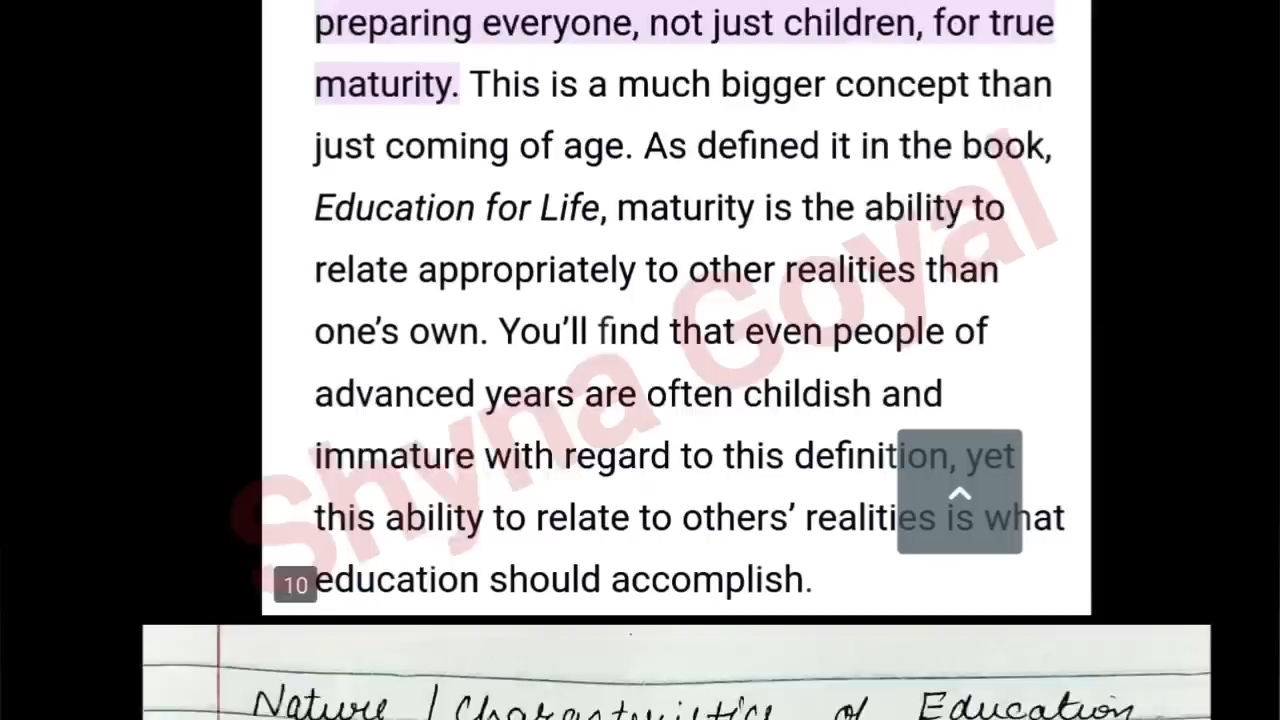 preparing everyone, not just children, for true
maturity. This is a much bigger concept than
just coming of age. As defined it in the book,
Education for Life, maturity is the ability to
relate appropriately to other realities than
one’s own. You’ll find that even people of
advanced years are often childish and
immature with regard to this definition, yet
this ability to relate to others’ realities is what
education should accomplish.
10
Shyna Goyal
Nature / Characteristics of Education